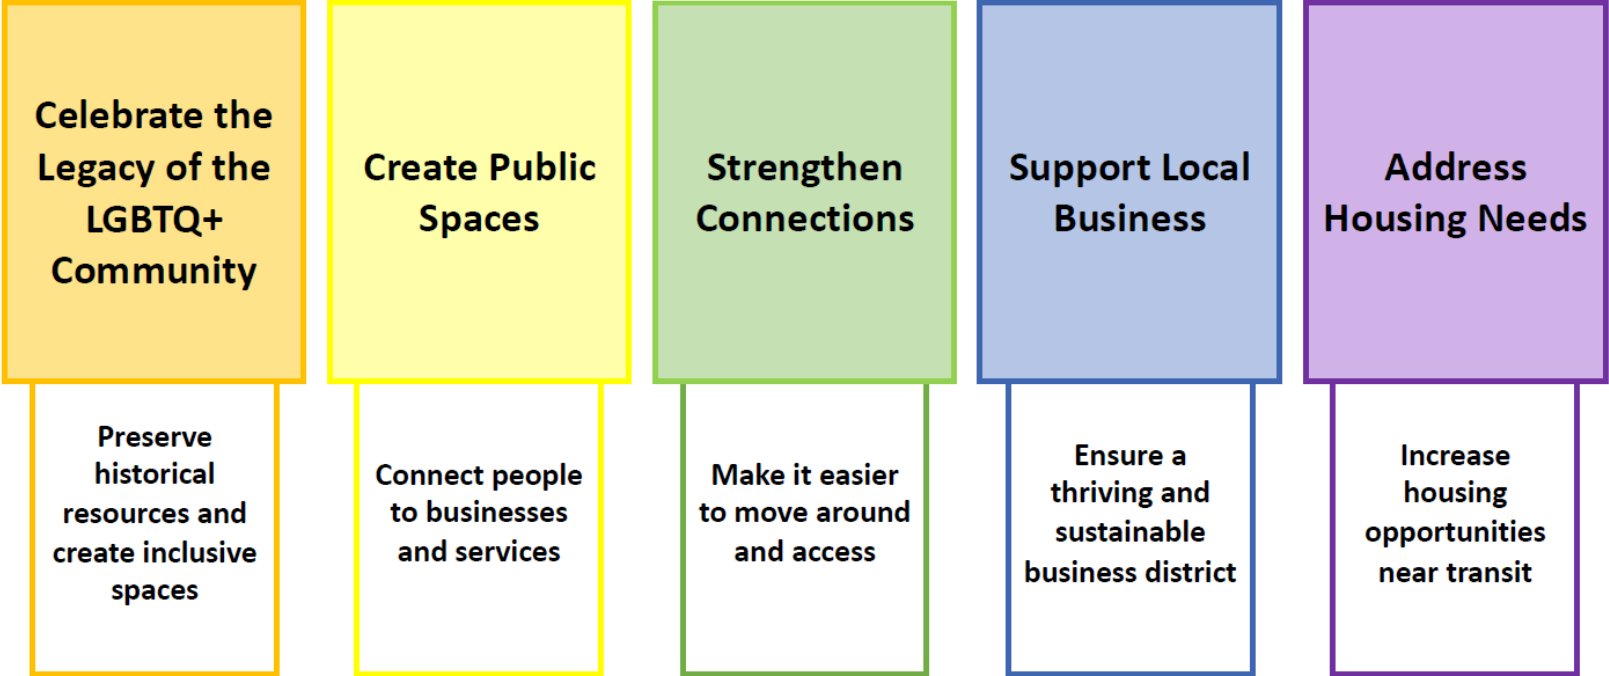 Celebrate the
Legacy of the
LGBTQ+
Community
Preserve
historical
resources and
create inclusive
spaces
Create Public
Spaces
Connect people
to businesses
and services
Strengthen
Connections
Make it easier
to move around
and access
Support Local
Business
Ensure a
thriving and
sustainable
business district
Address
Housing Needs
Increase
housing
opportunities
near transit